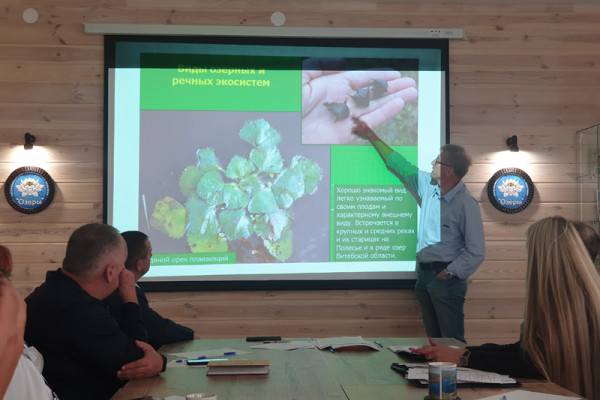 Виды озерных и
речных экосистем
Хорошо знакомый вид,
легко узнаваемый по
своим плодам и
характерному внешнему
виду. Встречается в
крупных и средних реках
и их старицах на
Полесье и в ряде озер
Витебской области.
орех плавающий
"Озеры"
"Озеры"